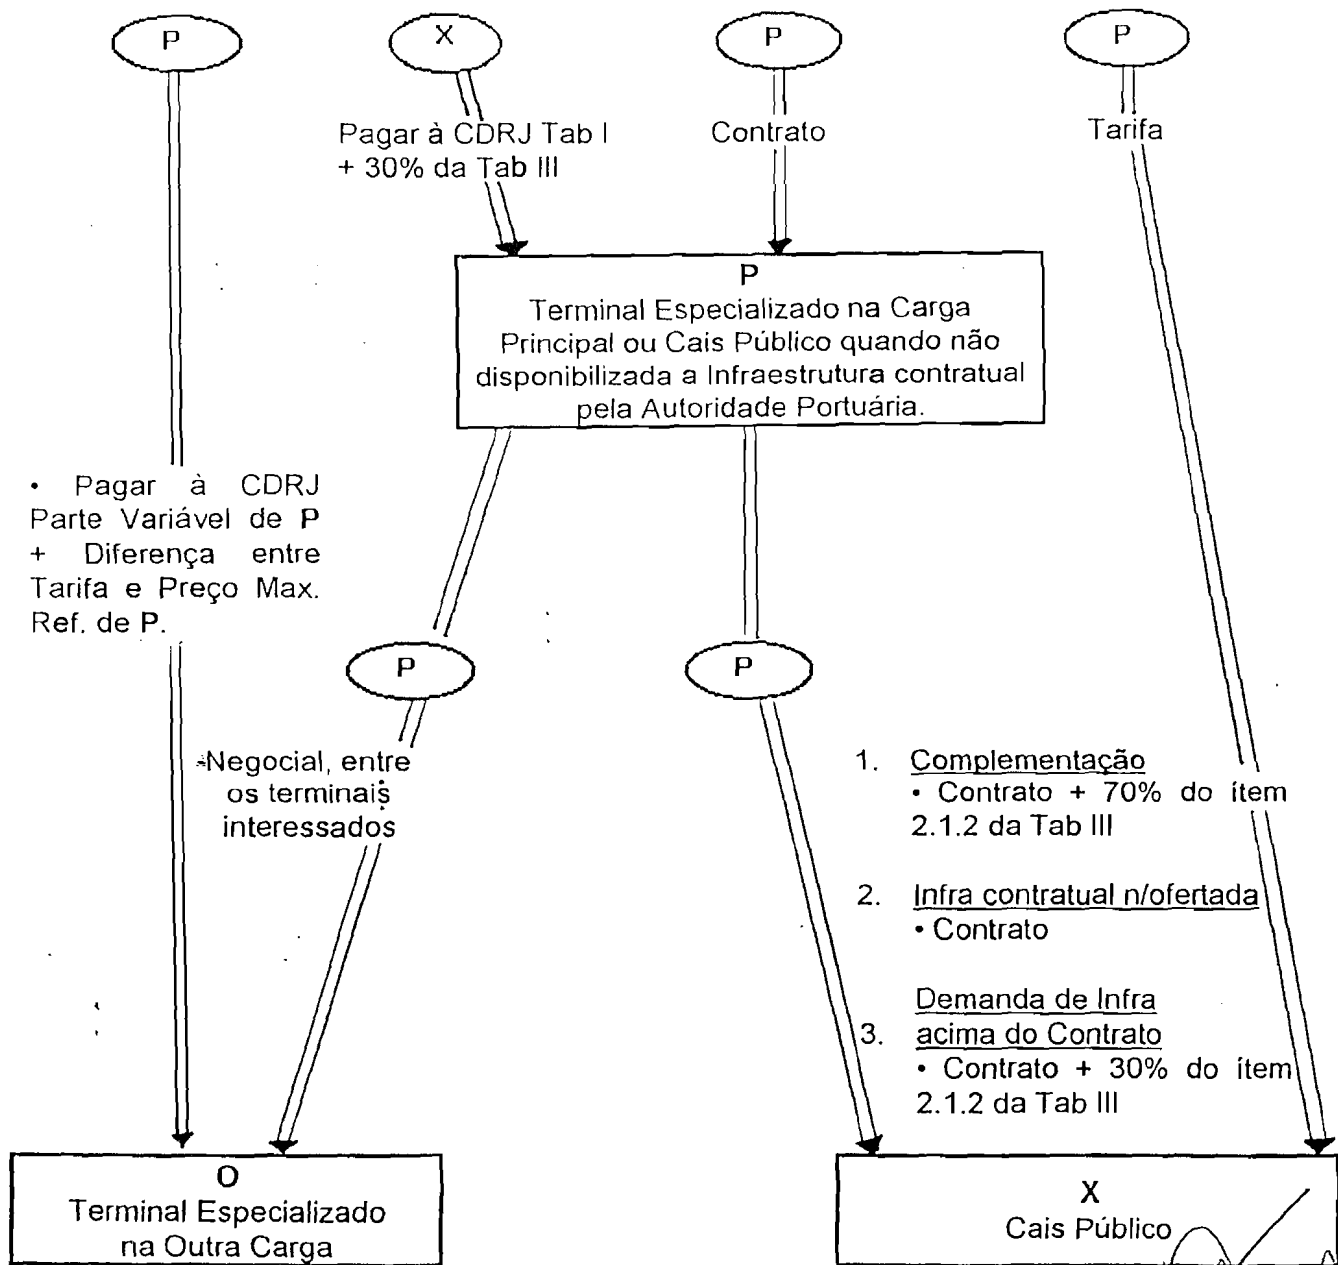 P
X
P
P
Pagar à CDRJ Tab I
+ 30% da Tab III
Contrato
Tarifa
P
Terminal Especializado na Carga
Principal ou Cais Público quando não
disponibilizada a Infraestrutura contratual
pela Autoridade Portuária.
• Pagar à CDRJ
Parte Variável de P
+ Diferença entre
Tarifa e Preço Max.
Ref. de P.
P
P
Negocial, entre
os terminais
interessados
1. Complementação
• Contrato + 70% do ítem
2.1.2 da Tab III
2. Infra contratual n/ofertada
• Contrato
Demanda de Infra
3. acima do Contrato
• Contrato + 30% do ítem
2.1.2 da Tab III
O
Terminal Especializado
na Outra Carga
X
Cais Público